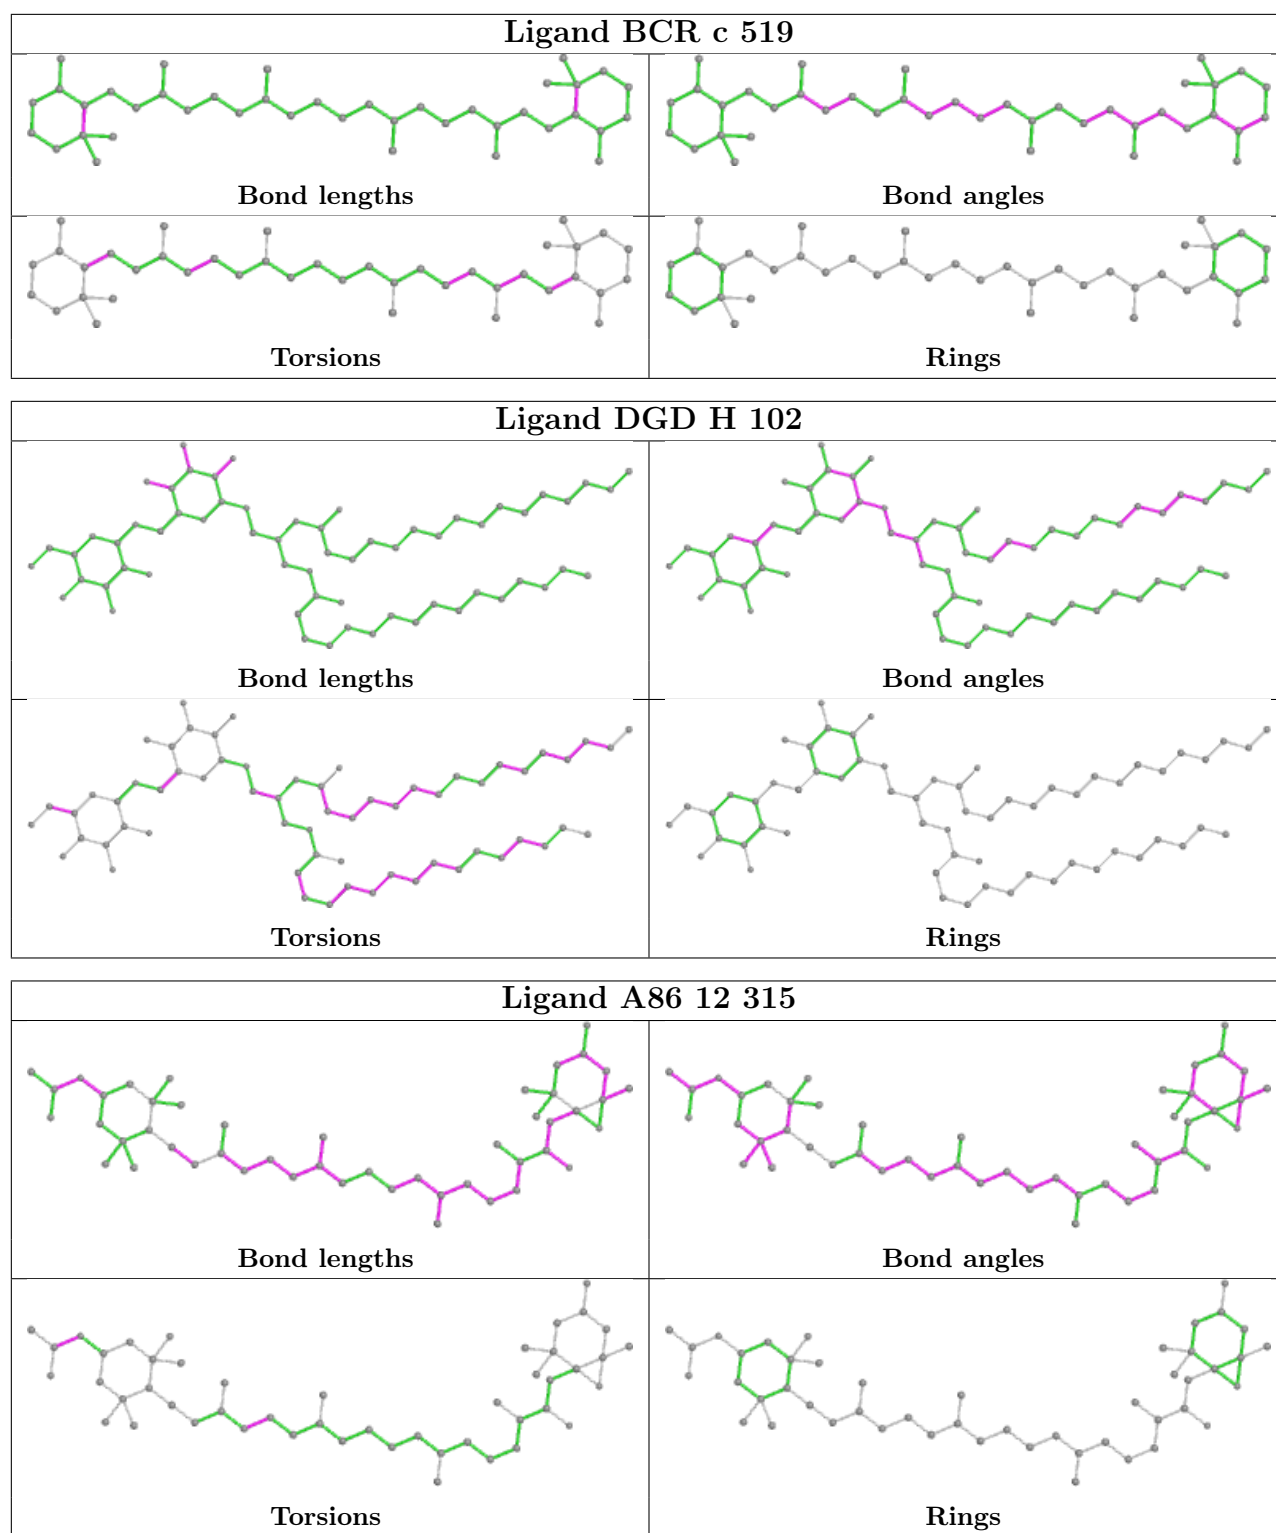 Ligand BCR c 519
Bond lengths
Bond angles
Torsions
Rings
Ligand DGD H 102
Bond lengths
Bond angles
Torsions
Rings
Ligand A86 12 315
Bond lengths
Bond angles
Torsions
Rings